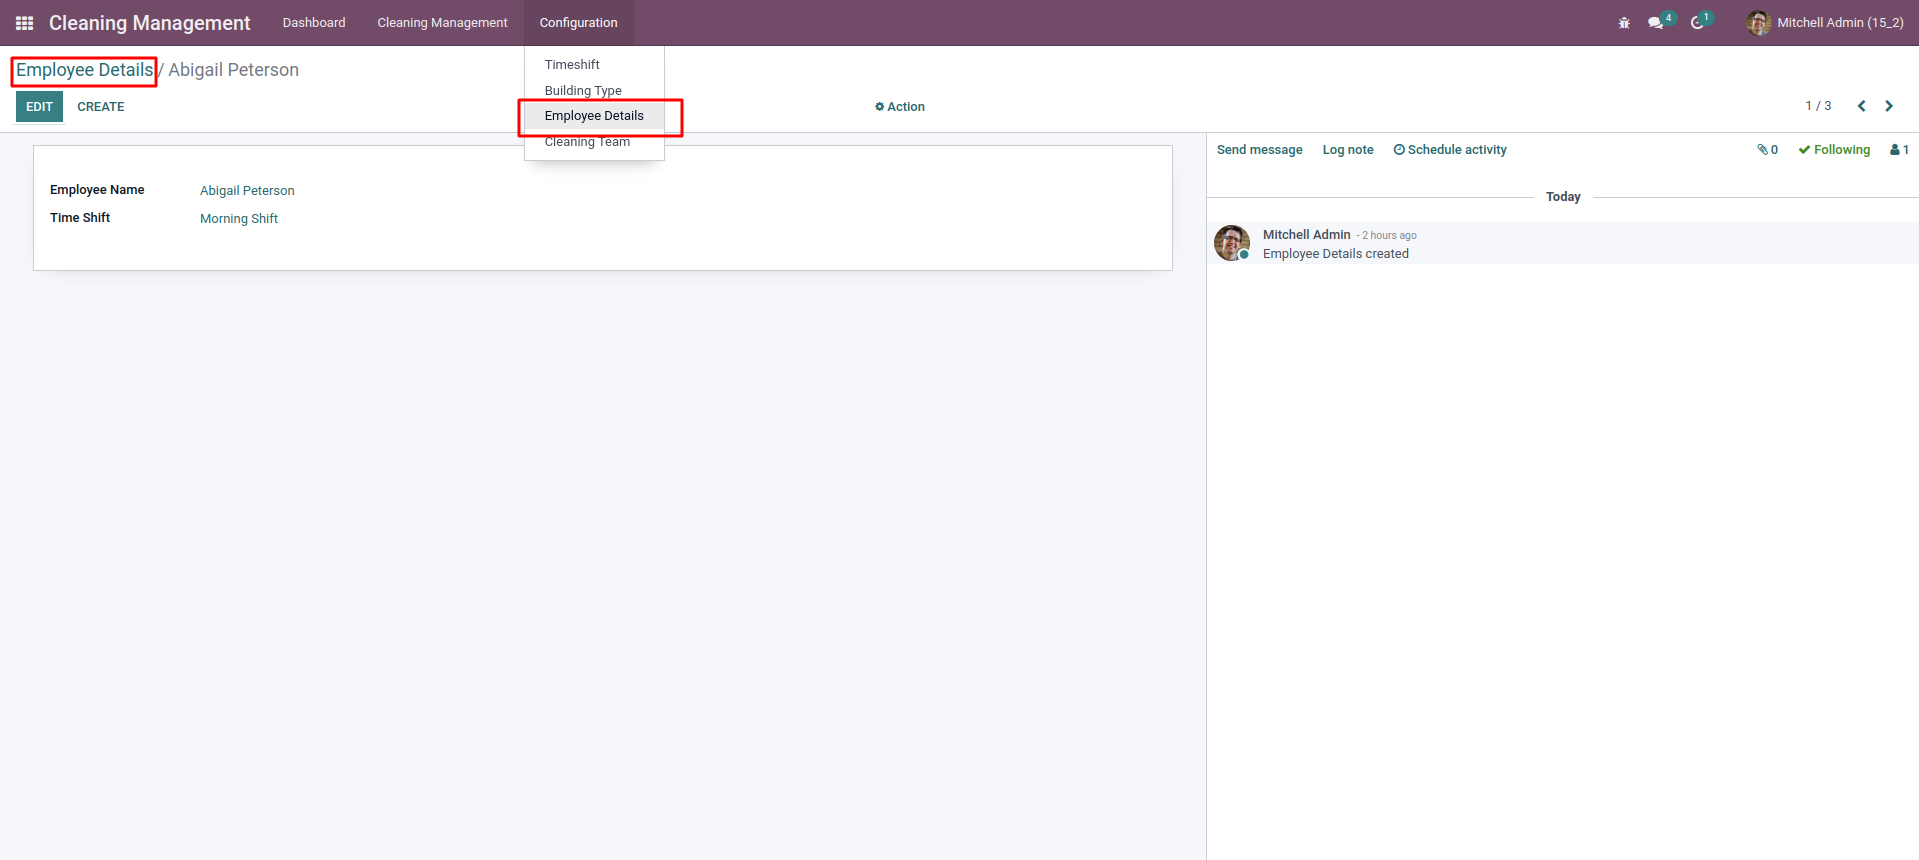 Cleaning Management Dashboard Cleaning Management Configuration 4 1 Mitchell Admin (15_2)
Employee Details / Abigail Peterson
Timeshift
Building Type
Employee Details
Cleaning Team
EDIT CREATE Action 1 / 3
Employee Name Abigail Peterson
Time Shift Morning Shift
Send message Log note Schedule activity 0 Following 1
Today
Mitchell Admin - 2 hours ago
Employee Details created